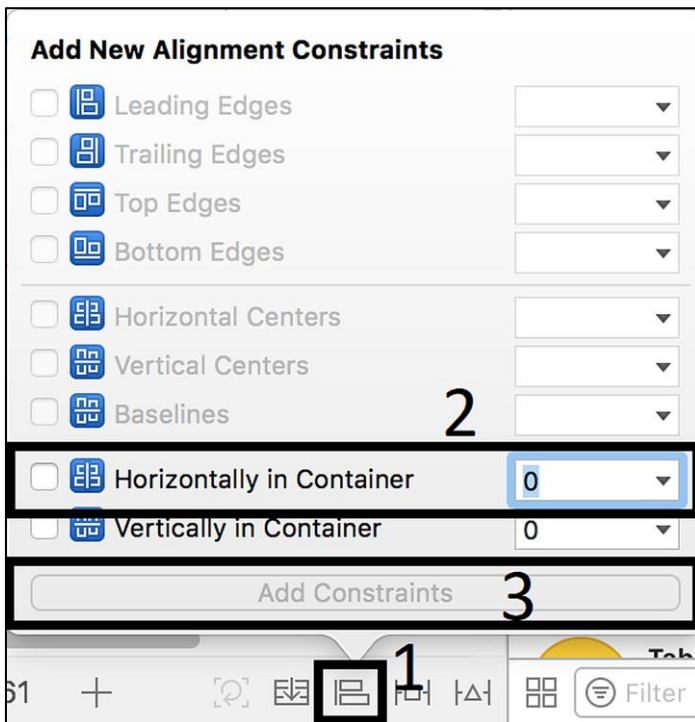 Add New Alignment Constraints
Leading Edges
Trailing Edges
Top Edges
Bottom Edges
Horizontal Centers
Vertical Centers
Baselines
2
Horizontally in Container 0
Vertically in Container 0
Add Constraints 3
1
61 + Filter